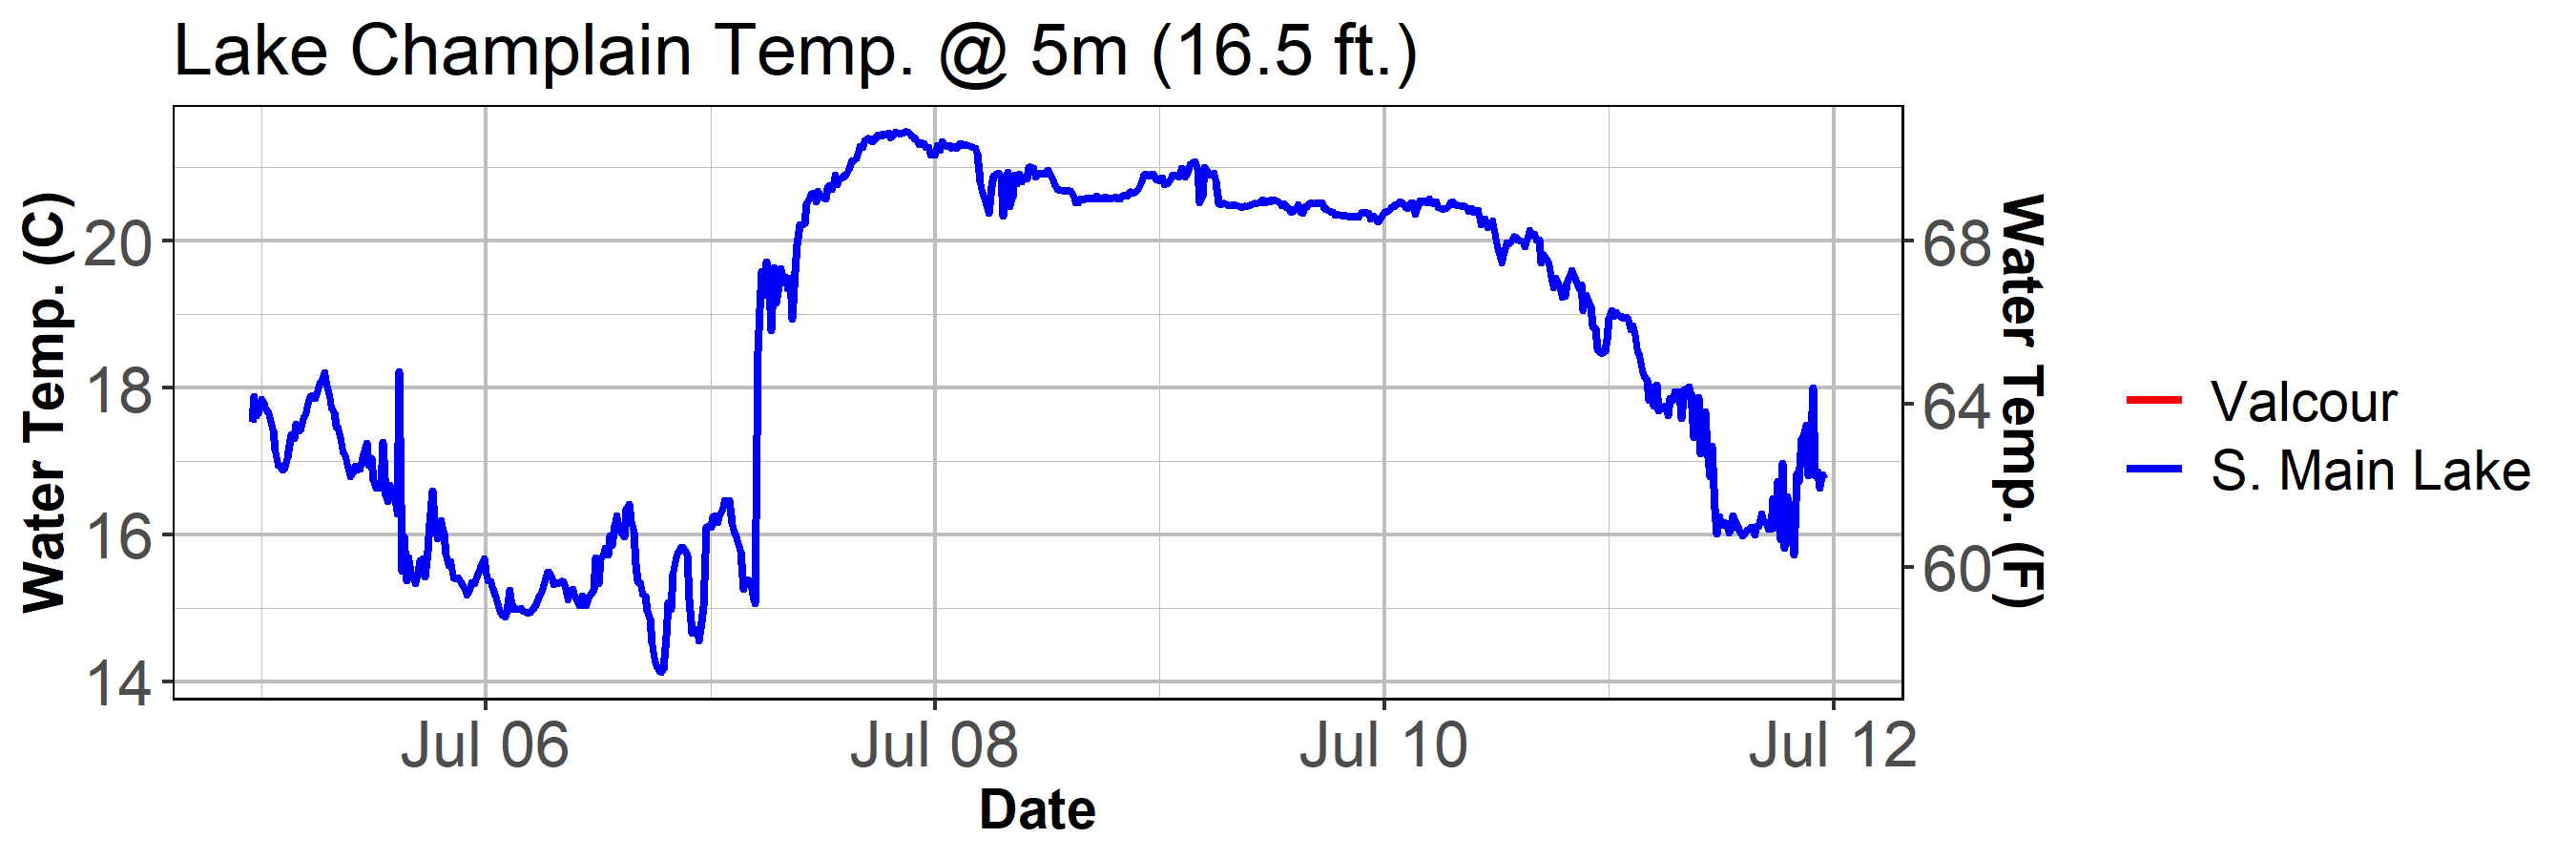 Lake Champlain Temp. @ 5m (16.5 ft.)
Water Temp. (C)
20
18
16
14
68
64
60
Water Temp. (F)
Jul 06
Jul 08
Jul 10
Jul 12
Date
Valcour
S. Main Lake